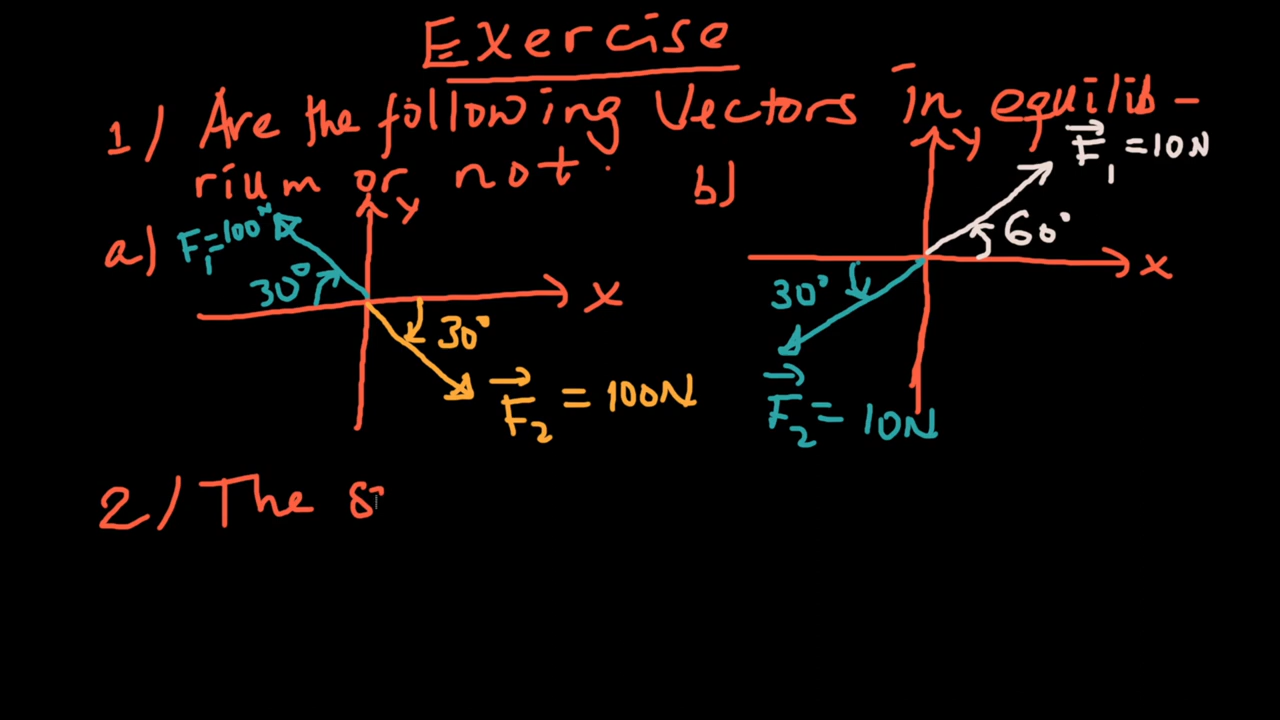 Exercise
1) Are the following Vectors in equilib-
rium or not.
a) F₁=100N
30°
Y
X
30°
F₂ = 100N
b)
Y
F₁ = 10N
60°
X
30°
F₂ = 10N
2) The